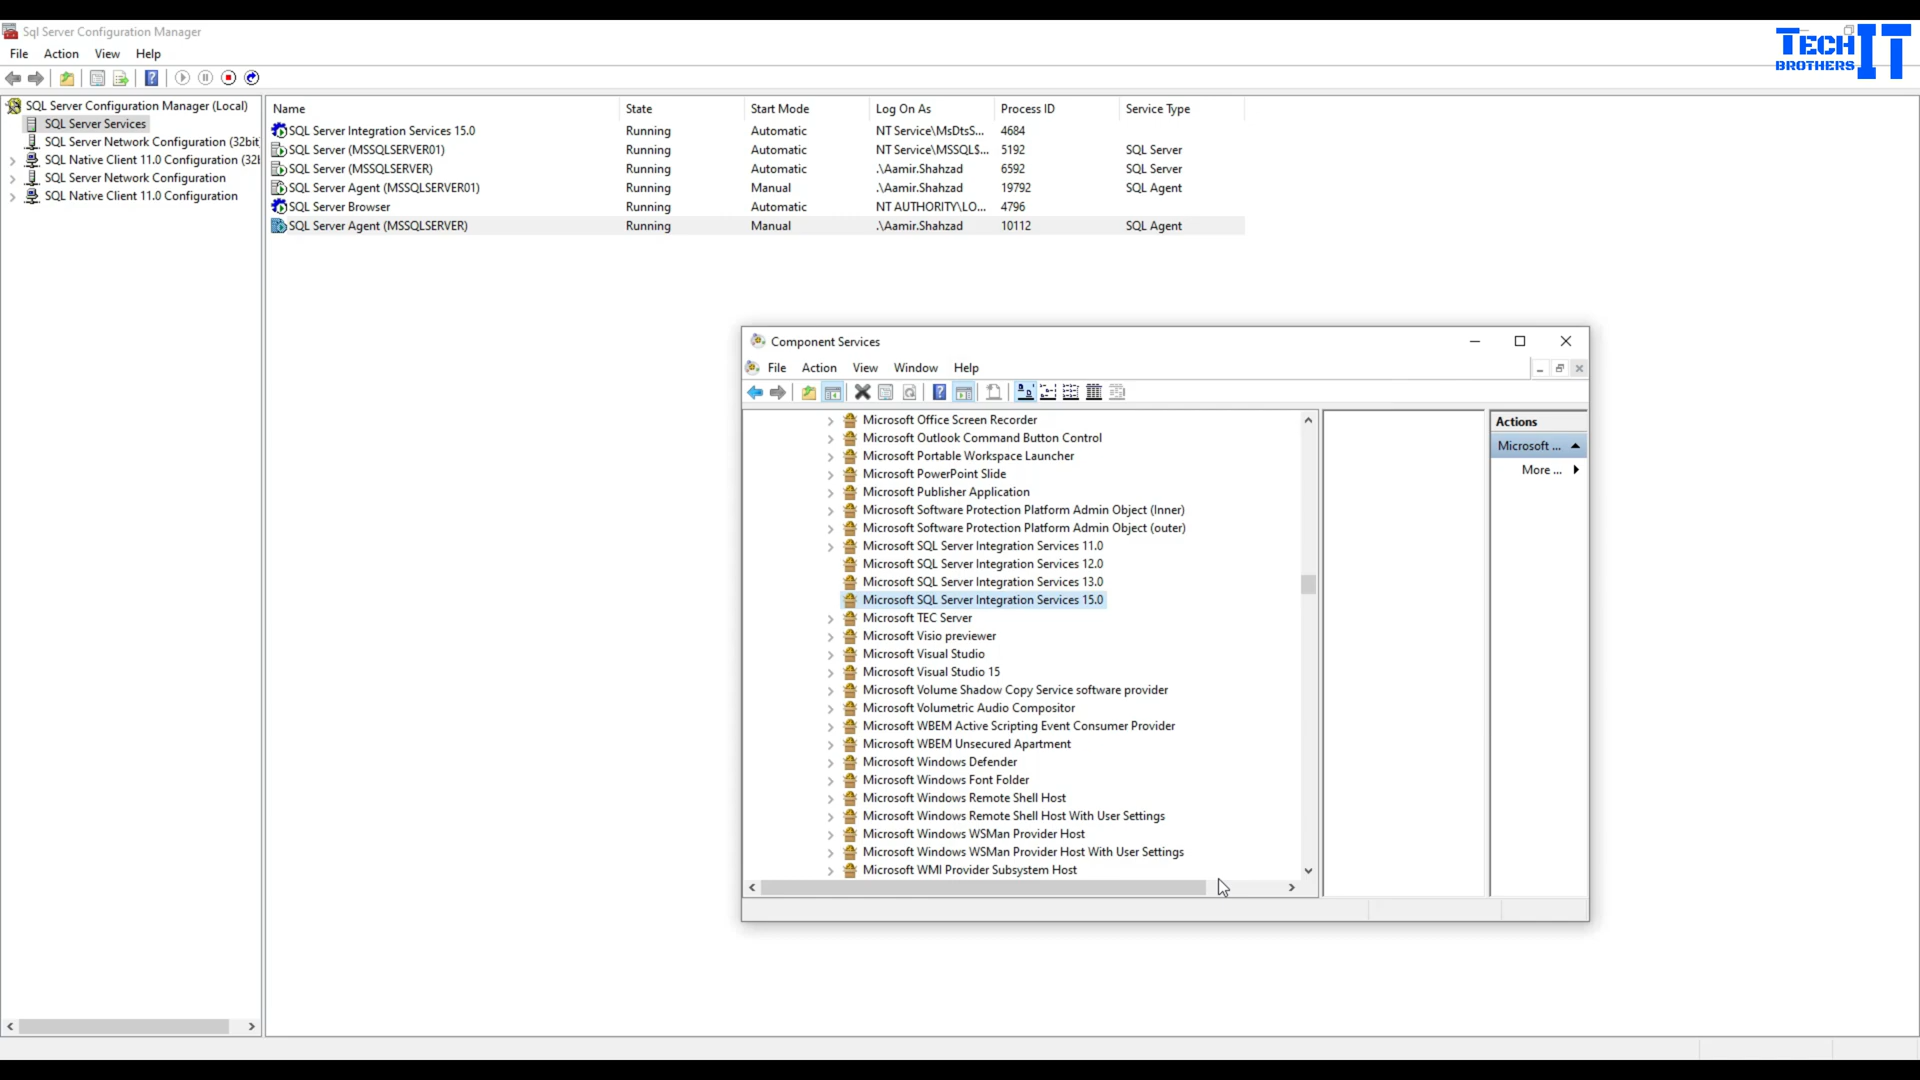 Sql Server Configuration Manager
File Action View Help
TECH IT
BROTHERS
SQL Server Configuration Manager (Local)
SQL Server Services
SQL Server Network Configuration (32bit
SQL Native Client 11.0 Configuration (32l
SQL Server Network Configuration
SQL Native Client 11.0 Configuration
Name State Start Mode Log On As Process ID Service Type
SQL Server Integration Services 15.0 Running Automatic NT Service\MsDtsS... 4684
SQL Server (MSSQLSERVER01) Running Automatic NT Service\MSSQL$... 5192 SQL Server
SQL Server (MSSQLSERVER) Running Automatic .\Aamir.Shahzad 6592 SQL Server
SQL Server Agent (MSSQLSERVER01) Running Manual .\Aamir.Shahzad 19792 SQL Agent
SQL Server Browser Running Automatic NT AUTHORITY\LO... 4796
SQL Server Agent (MSSQLSERVER) Running Manual .\Aamir.Shahzad 10112 SQL Agent
Component Services
File Action View Window Help
Microsoft Office Screen Recorder
Microsoft Outlook Command Button Control
Microsoft Portable Workspace Launcher
Microsoft PowerPoint Slide
Microsoft Publisher Application
Microsoft Software Protection Platform Admin Object (Inner)
Microsoft Software Protection Platform Admin Object (outer)
Microsoft SQL Server Integration Services 11.0
Microsoft SQL Server Integration Services 12.0
Microsoft SQL Server Integration Services 13.0
Microsoft SQL Server Integration Services 15.0
Microsoft TEC Server
Microsoft Visio previewer
Microsoft Visual Studio
Microsoft Visual Studio 15
Microsoft Volume Shadow Copy Service software provider
Microsoft Volumetric Audio Compositor
Microsoft WBEM Active Scripting Event Consumer Provider
Microsoft WBEM Unsecured Apartment
Microsoft Windows Defender
Microsoft Windows Font Folder
Microsoft Windows Remote Shell Host
Microsoft Windows Remote Shell Host With User Settings
Microsoft Windows WSMan Provider Host
Microsoft Windows WSMan Provider Host With User Settings
Microsoft WMI Provider Subsystem Host
Actions
Microsoft ...
More ...